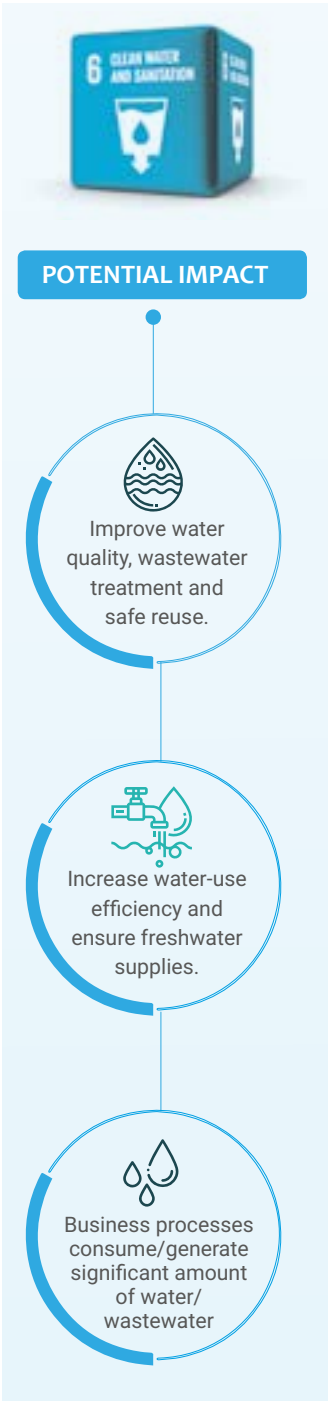 6 CLEAN WATER
AND SANITATION
POTENTIAL IMPACT
Improve water
quality, wastewater
treatment and
safe reuse.
Increase water-use
efficiency and
ensure freshwater
supplies.
Business processes
consume/generate
significant amount
of water/
wastewater